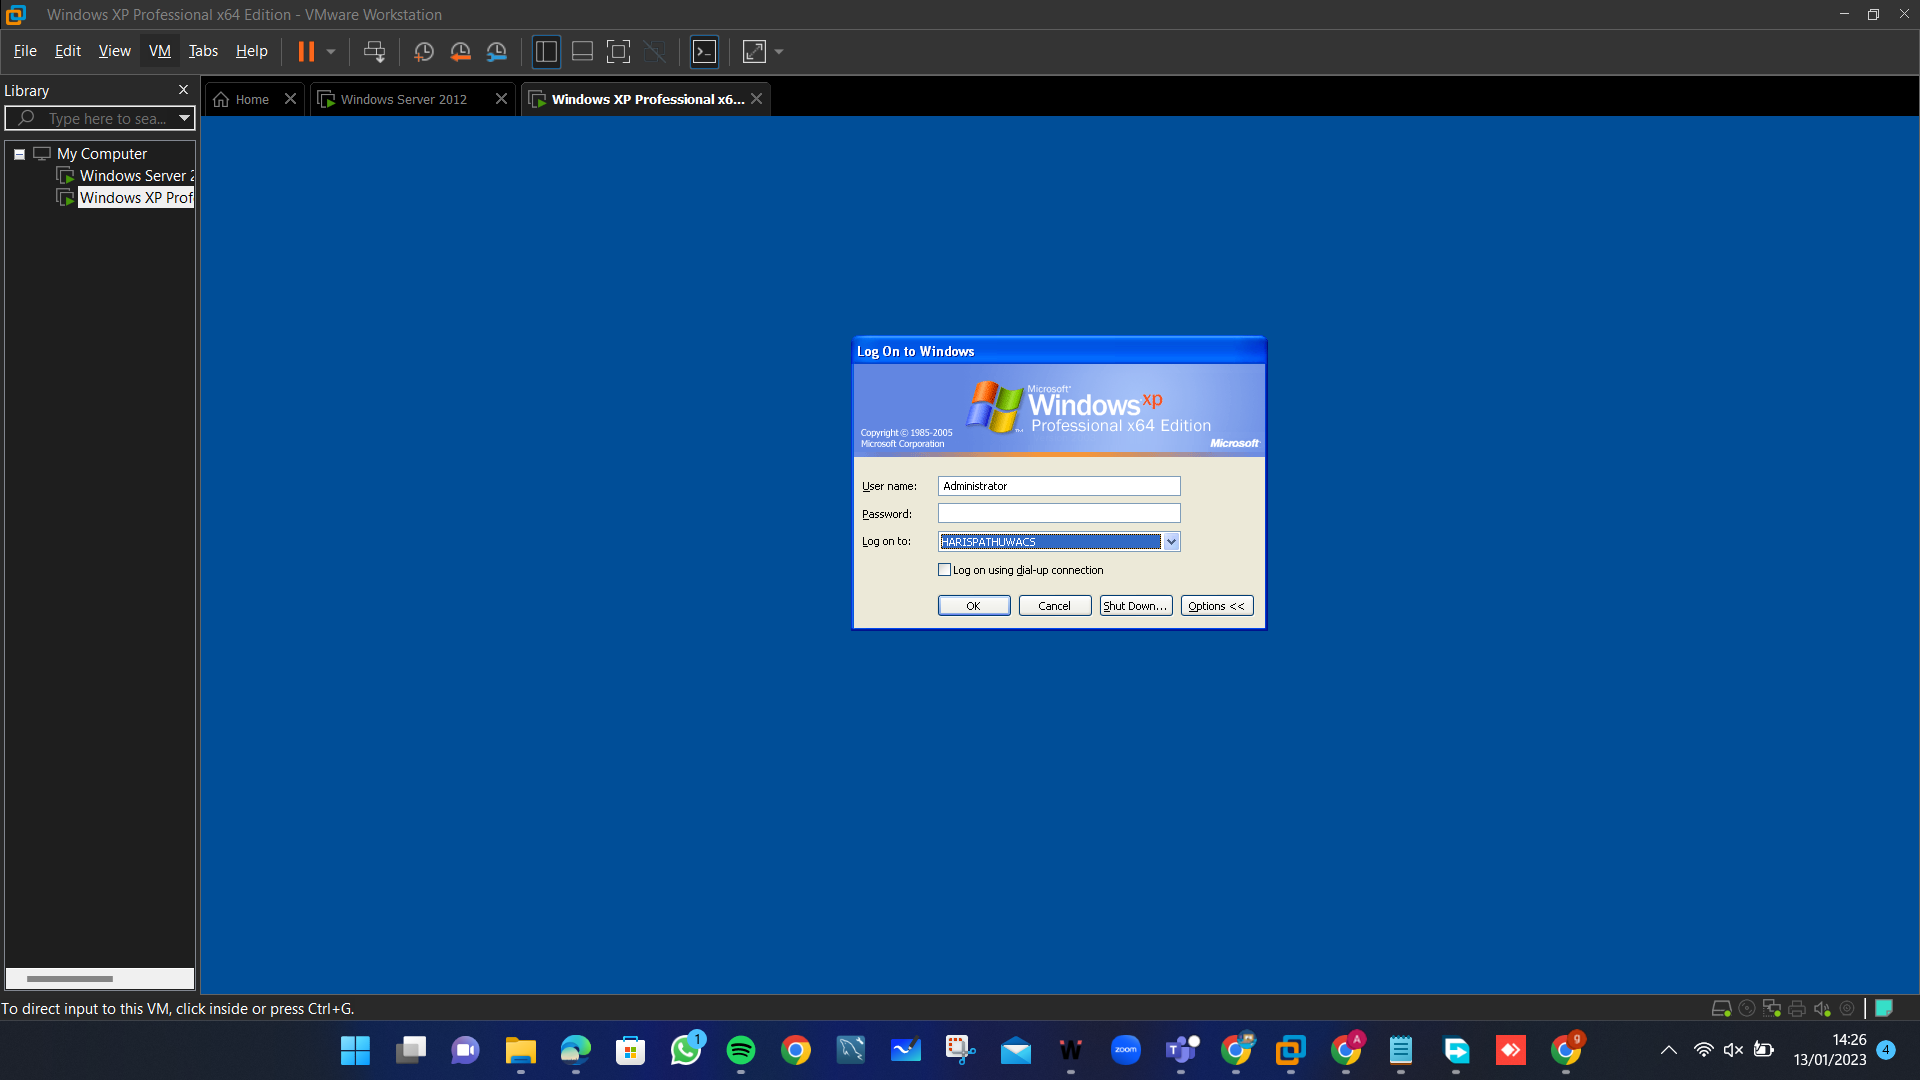 Windows XP Professional x64 Edition - VMware Workstation
File Edit View VM Tabs Help
Library
Home Windows Server 2012 Windows XP Professional x6...
Type here to sea...
My Computer
Windows Server 2
Windows XP Prof
Log On to Windows
Microsoft
Windows xp
Professional x64 Edition
Copyright © 1985-2005
Microsoft Corporation
Microsoft
User name: Administrator
Password:
Log on to: HARISPATHUWACS
Log on using dial-up connection
OK Cancel Shut Down... Options <<
To direct input to this VM, click inside or press Ctrl+G.
1
W
zoom
T
A
g
14:26
13/01/2023
4